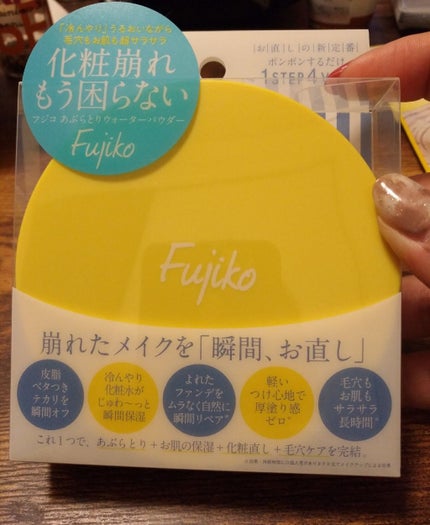 「冷んやり」うるおいながら
毛穴もお肌も超サラサラ
化粧崩れ
もう困らない
フジコ あぶらとりウォーターパウダー
Fujiko
お直しの新定番
ポンポンするだけ
1STEP4
Fujiko
崩れたメイクを「瞬間、お直し」
皮脂
ベタつき
テカリを
瞬間オフ
冷んやり
化粧水が
じゅわ〜っと
瞬間保湿
よれた
ファンデを
ムラなく自然に
瞬間リペア*
軽い
つけ心地で
厚塗り感
ゼロ*
毛穴も
お肌も
サラサラ
長時間*
これ1つで、あぶらとり+お肌の保湿+化粧直し+毛穴ケアを完結。